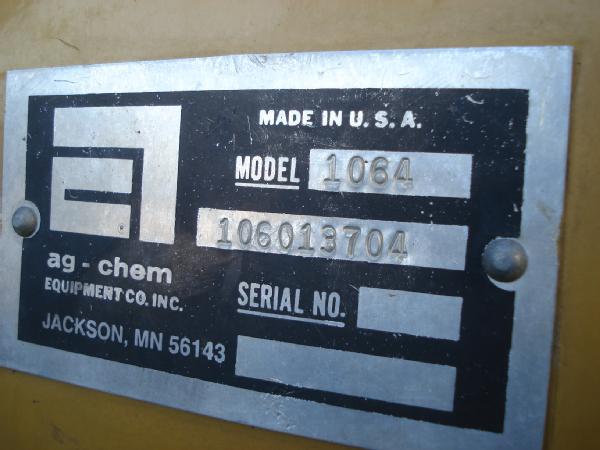 MADE IN U.S.A.
MODEL 1064
106013704
ag-chem
EQUIPMENT CO. INC.
SERIAL NO.
JACKSON, MN 56143